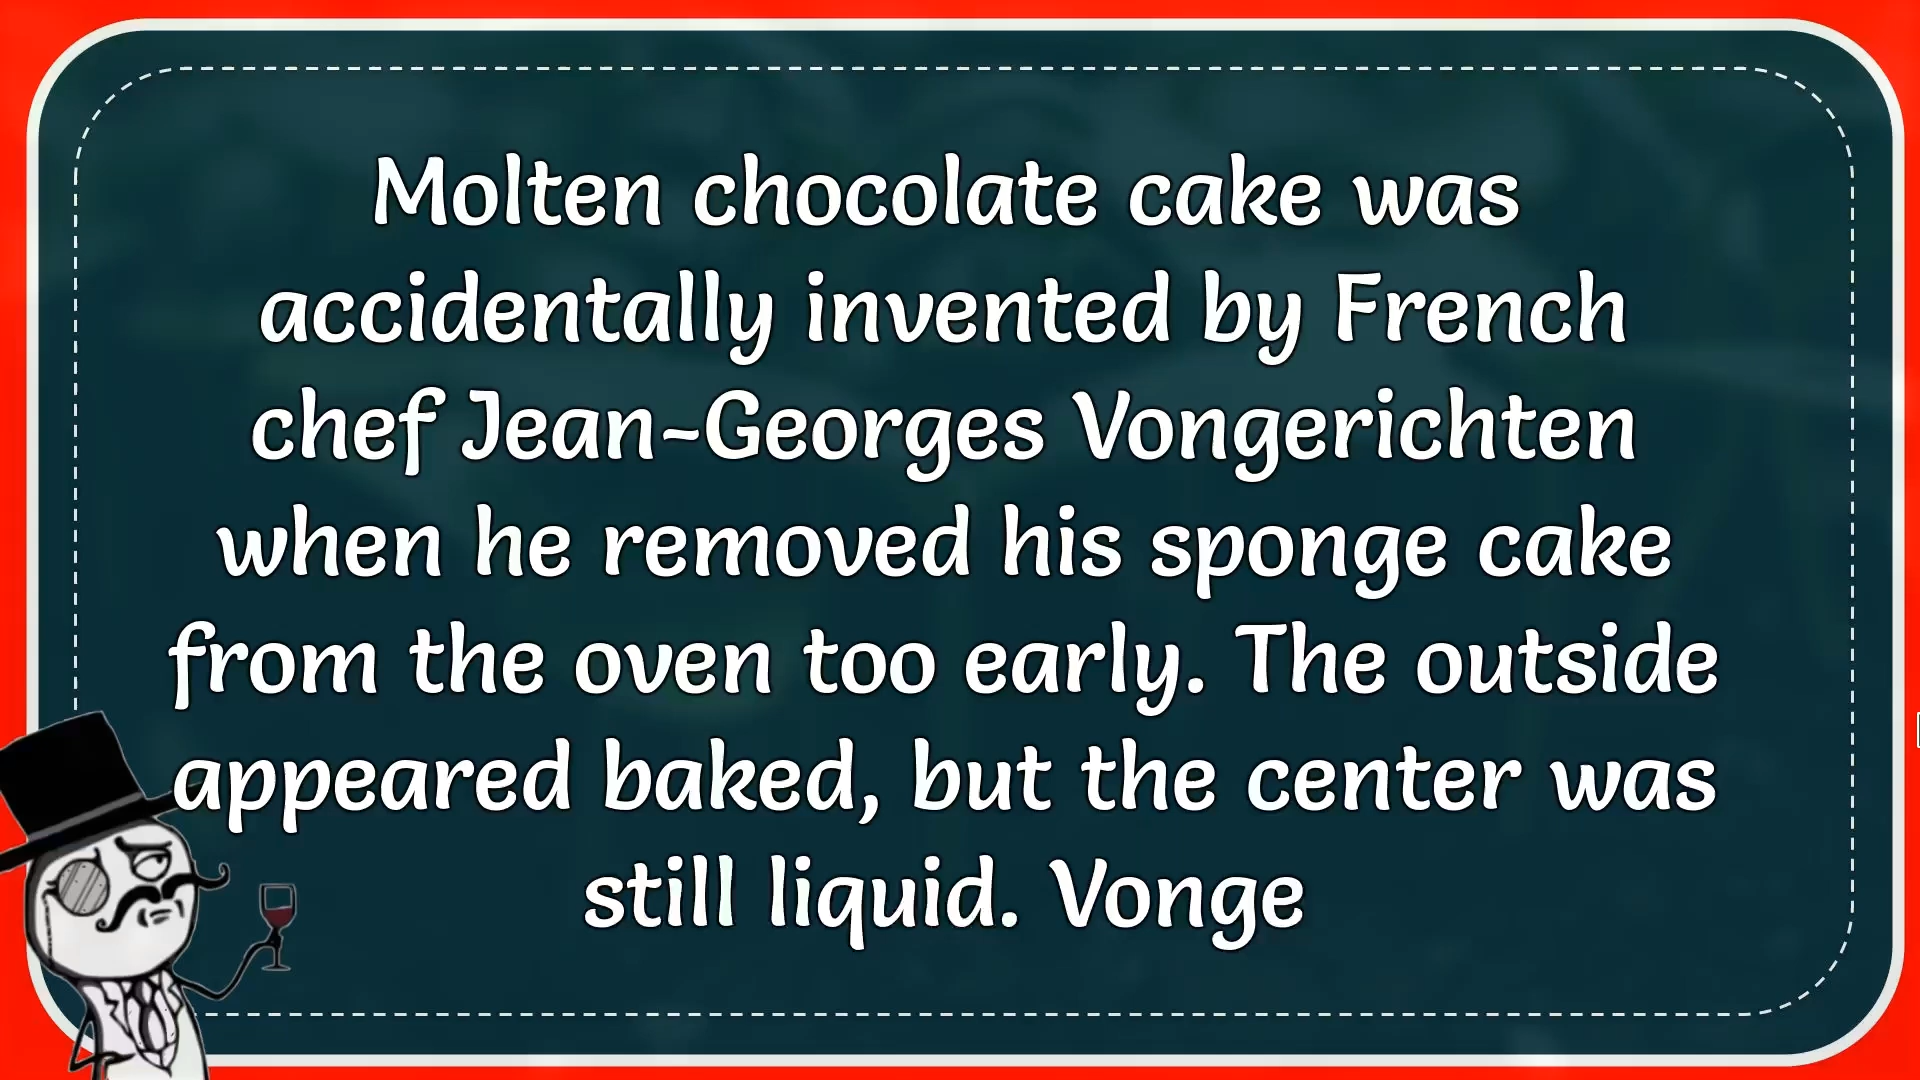 Molten chocolate cake was
accidentally invented by French
chef Jean-Georges Vongerichten
when he removed his sponge cake
from the oven too early. The outside
appeared baked, but the center was
still liquid. Vonge